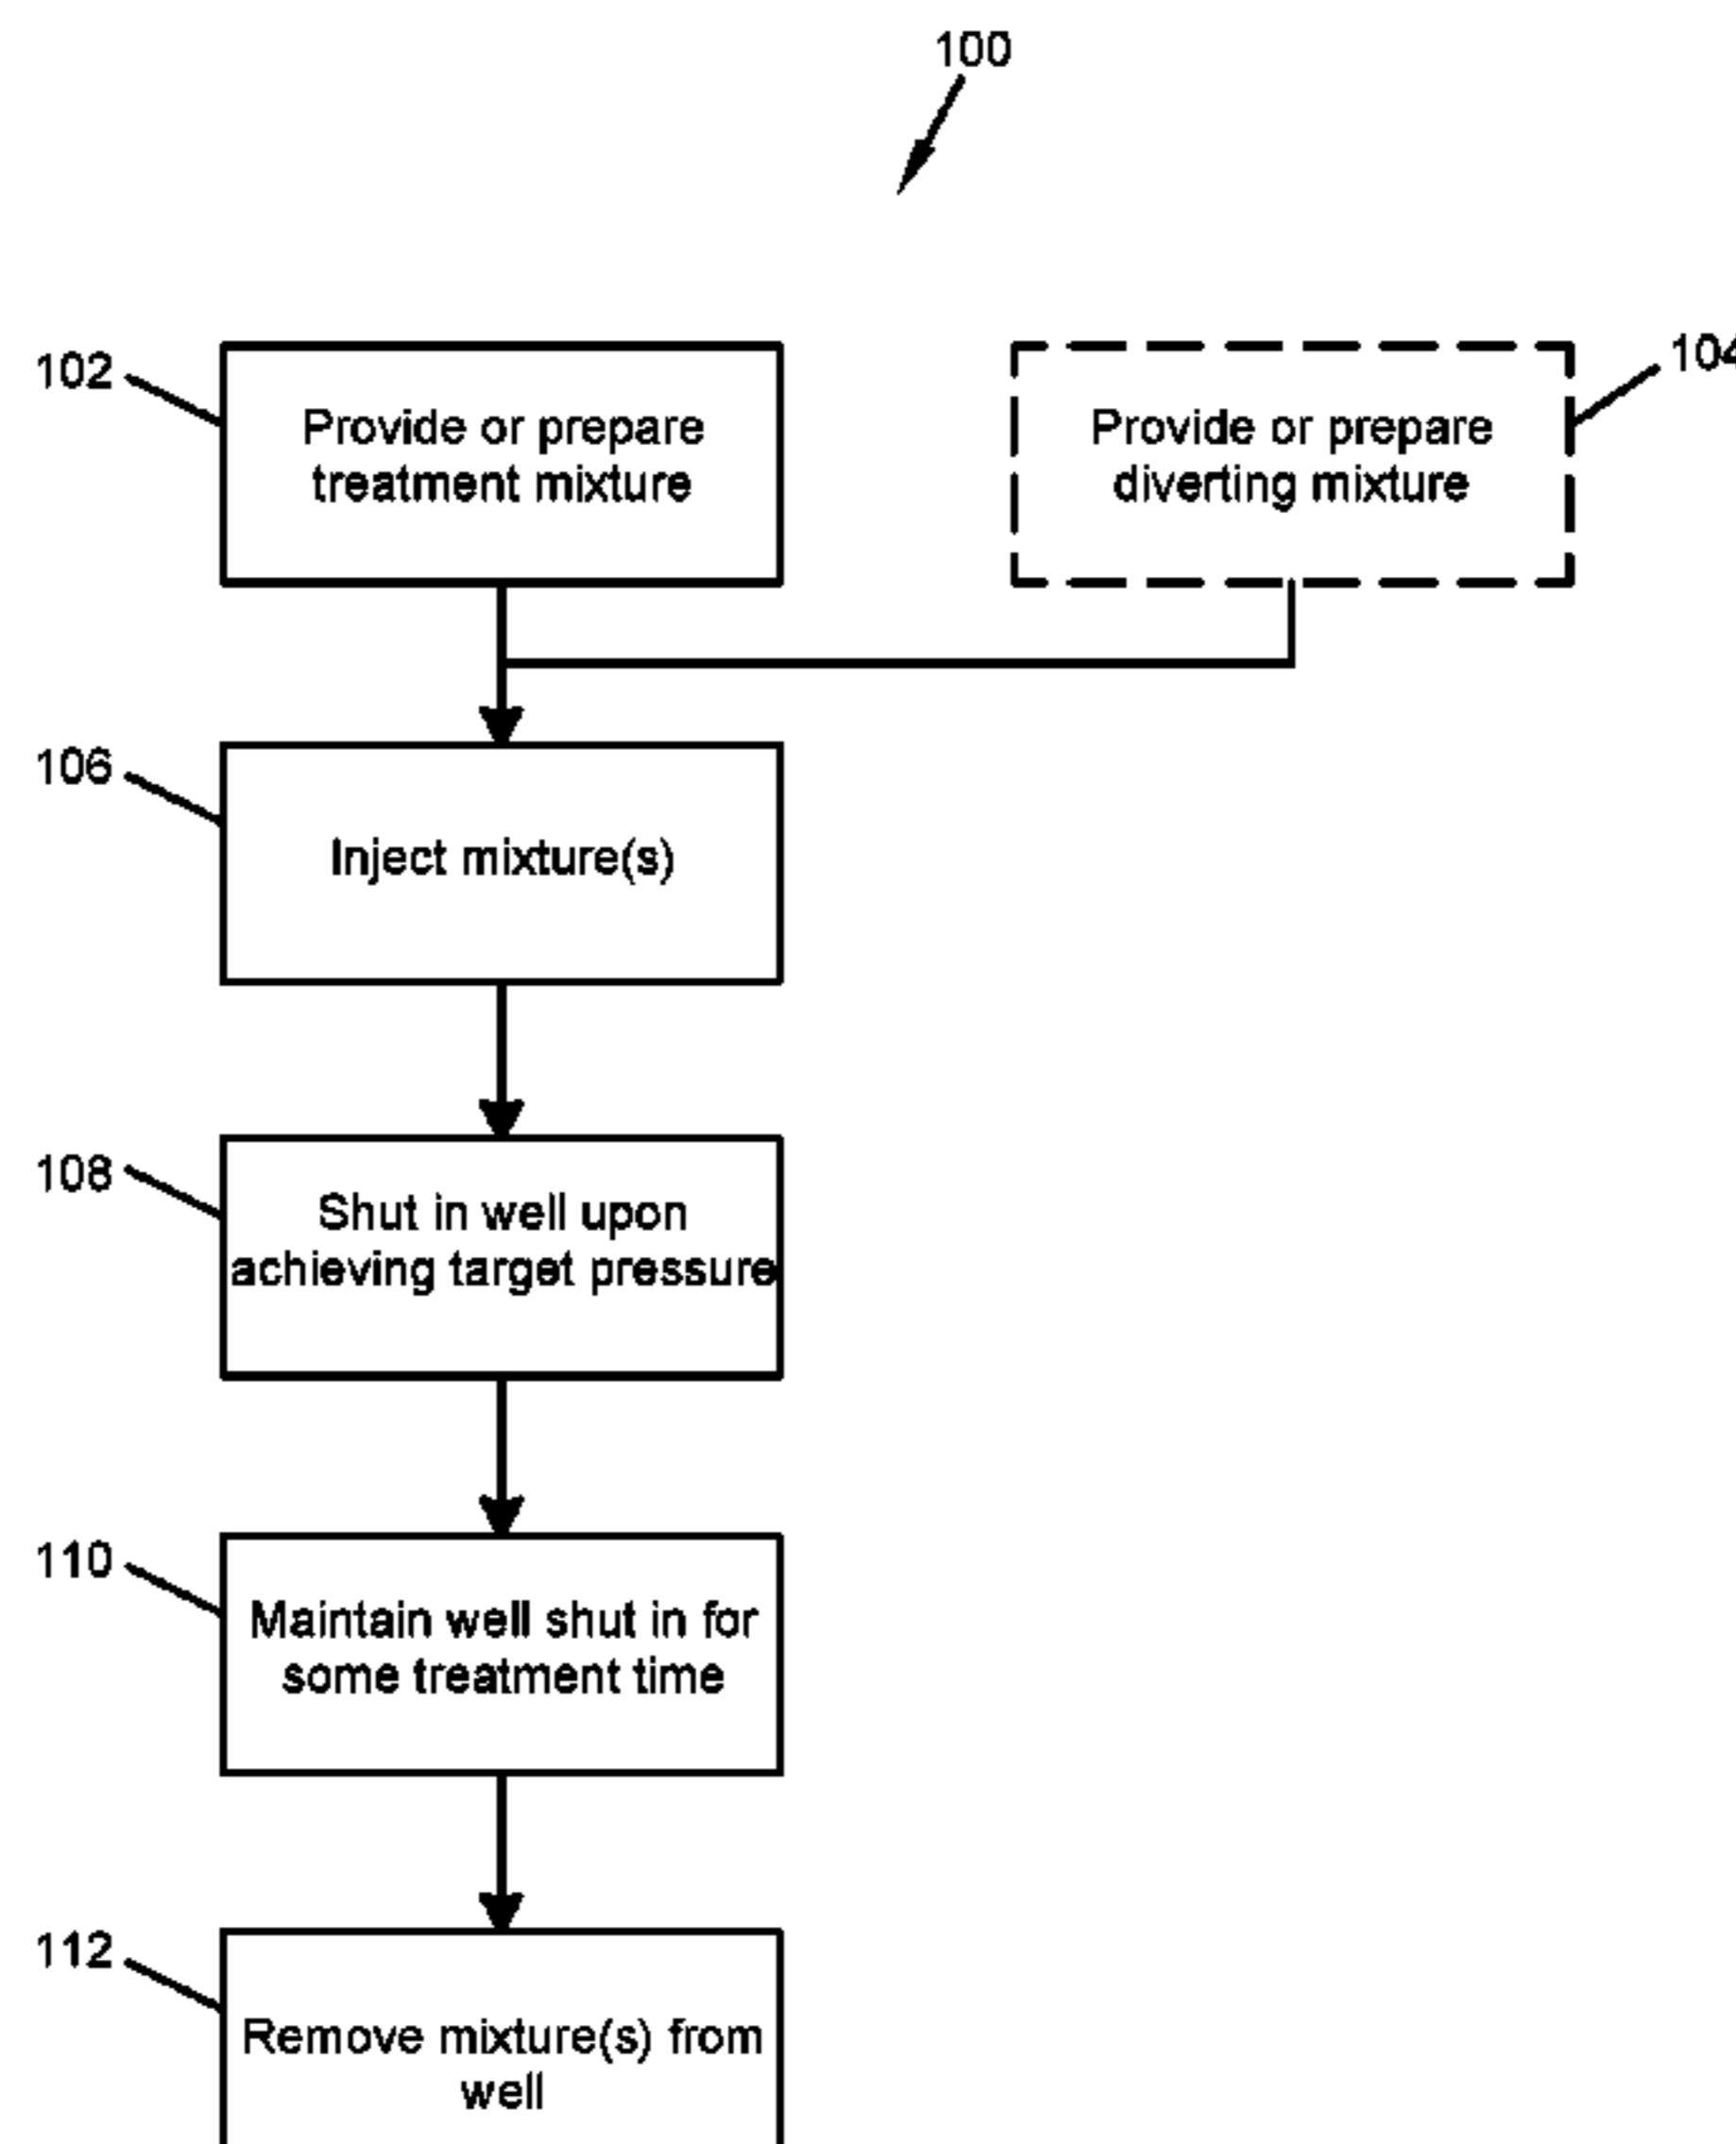 100
102
Provide or prepare
treatment mixture
Provide or prepare
diverting mixture
104
106
Inject mixture(s)
108
Shut in well upon
achieving target pressure
110
Maintain well shut in for
some treatment time
112
Remove mixture(s) from
well